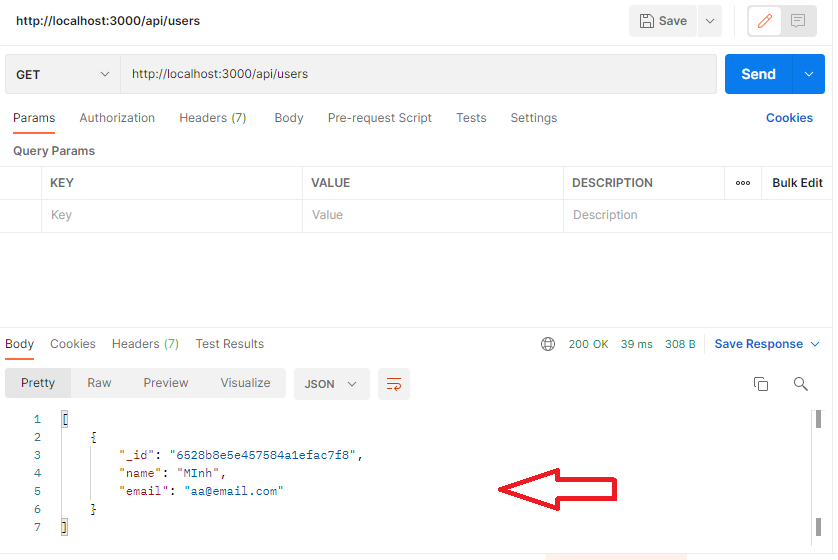 http://localhost:3000/api/users Save
GET http://localhost:3000/api/users Send
Params Authorization Headers (7) Body Pre-request Script Tests Settings Cookies
Query Params
KEY VALUE DESCRIPTION ooo Bulk Edit
Key Value Description
Body Cookies Headers (7) Test Results 200 OK 39 ms 308 B Save Response
Pretty Raw Preview Visualize JSON
1 [
2 {
3 "_id": "6528b8e5e457584a1efac7f8",
4 "name": "MInh",
5 "email": "aa@email.com"
6 }
7 ]